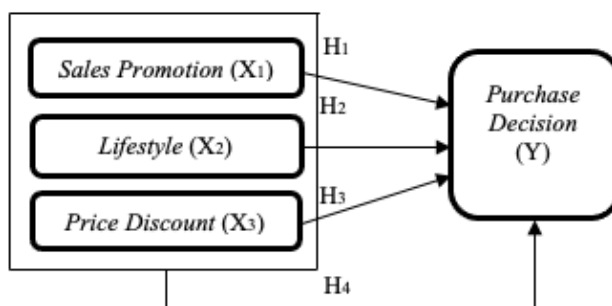 H1
Sales Promotion (X1)
H2
Purchase
Decision
(Y)
Lifestyle (X2)
H3
Price Discount (X3)
H4